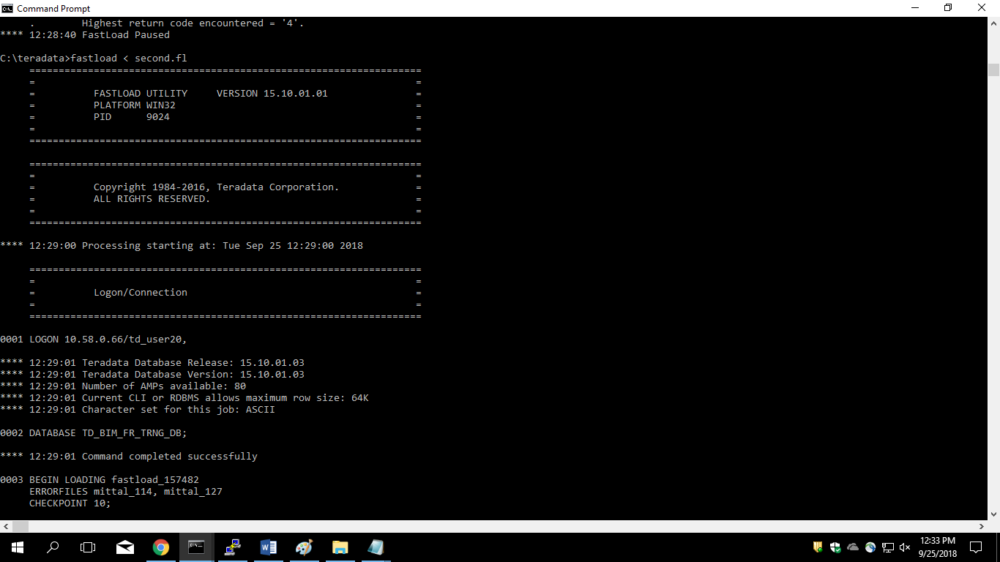 Command Prompt
.        Highest return code encountered = '4'.
**** 12:28:40 FastLoad Paused
C:\teradata>fastload < second.fl
===================================================================
=                                                                 =
=          FASTLOAD UTILITY     VERSION 15.10.01.01               =
=          PLATFORM WIN32                                         =
=          PID      9024                                          =
=                                                                 =
===================================================================
===================================================================
=                                                                 =
=          Copyright 1984-2016, Teradata Corporation.             =
=          ALL RIGHTS RESERVED.                                   =
=                                                                 =
===================================================================
**** 12:29:00 Processing starting at: Tue Sep 25 12:29:00 2018
===================================================================
=                                                                 =
=          Logon/Connection                                       =
=                                                                 =
===================================================================
0001 LOGON 10.58.0.66/td_user20,
**** 12:29:01 Teradata Database Release: 15.10.01.03
**** 12:29:01 Teradata Database Version: 15.10.01.03
**** 12:29:01 Number of AMPs available: 80
**** 12:29:01 Current CLI or RDBMS allows maximum row size: 64K
**** 12:29:01 Character set for this job: ASCII
0002 DATABASE TD_BIM_FR_TRNG_DB;
**** 12:29:01 Command completed successfully
0003 BEGIN LOADING fastload_157482
ERRORFILES mittal_114, mittal_127
CHECKPOINT 10;
12:33 PM
9/25/2018